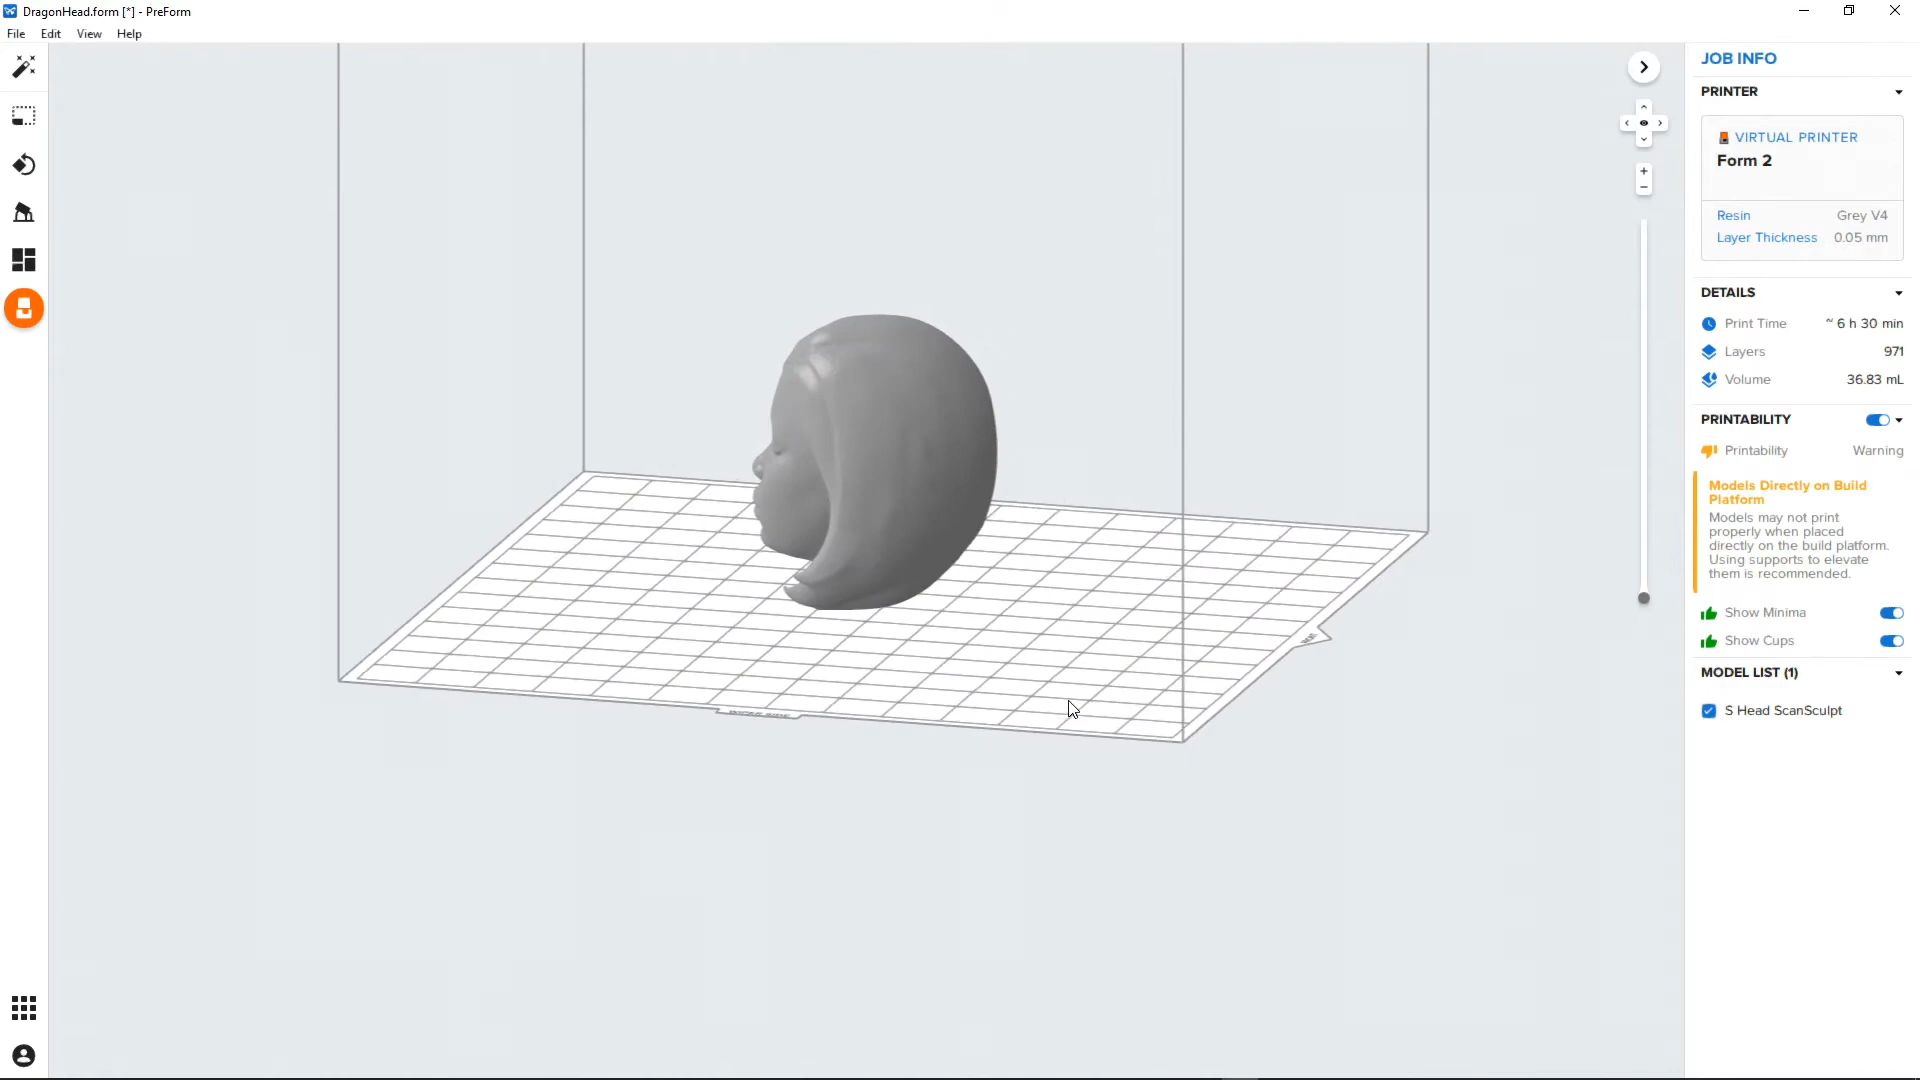 DragonHead.form [*] - PreForm
File Edit View Help
JOB INFO
PRINTER
VIRTUAL PRINTER
Form 2
Resin Grey V4
Layer Thickness 0.05 mm
DETAILS
Print Time ~ 6 h 30 min
Layers 971
Volume 36.83 mL
PRINTABILITY
Printability Warning
Models Directly on Build
Platform
Models may not print
properly when placed
directly on the build platform.
Using supports to elevate
them is recommended.
Show Minima
Show Cups
MODEL LIST (1)
S Head ScanSculpt